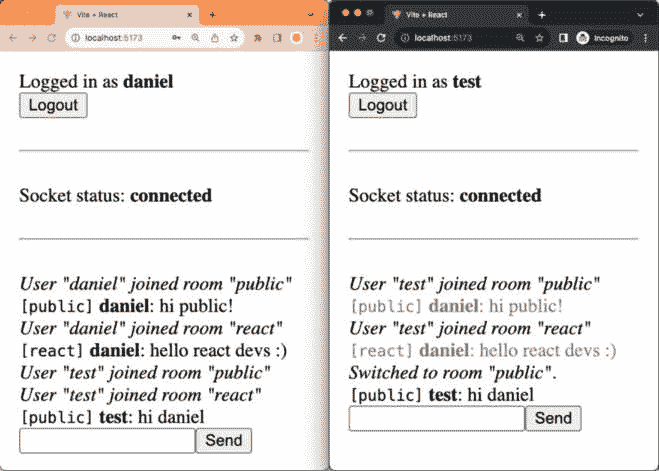 Vite + React
localhost:5173
Logged in as daniel
Logout
Socket status: connected
User "daniel" joined room "public"
[public] daniel: hi public!
User "daniel" joined room "react"
[react] daniel: hello react devs :)
User "test" joined room "public"
User "test" joined room "react"
[public] test: hi daniel
Send
Vite + React
localhost:5173
Incognito
Logged in as test
Logout
Socket status: connected
User "test" joined room "public"
[public] daniel: hi public!
User "test" joined room "react"
[react] daniel: hello react devs :)
Switched to room "public".
[public] test: hi daniel
Send